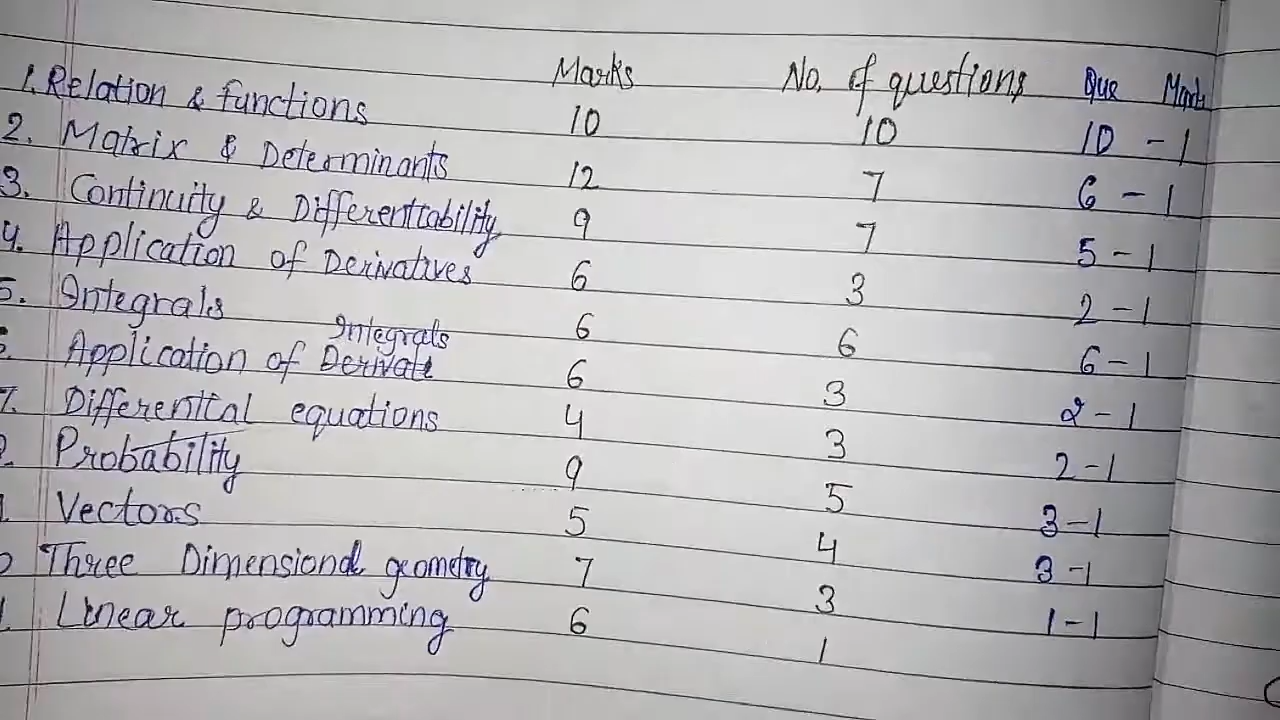 Marks No. of questions Que Mark
1. Relation & functions 10 10 10 - 1
2. Matrix & Determinants 12 7 6 - 1
3. Continuity & Differentiability 9 7 5 - 1
4. Application of Derivatives 6 3 2 - 1
5. Integrals 6 6 6 - 1
Integrals
Application of Derivate 6 3 2 - 1
7. Differential equations 4 3 2 - 1
Probability 9 5 3 - 1
Vectors 5 4 3 - 1
Three Dimensional geometry 7 3 1 - 1
Linear programming 6 1